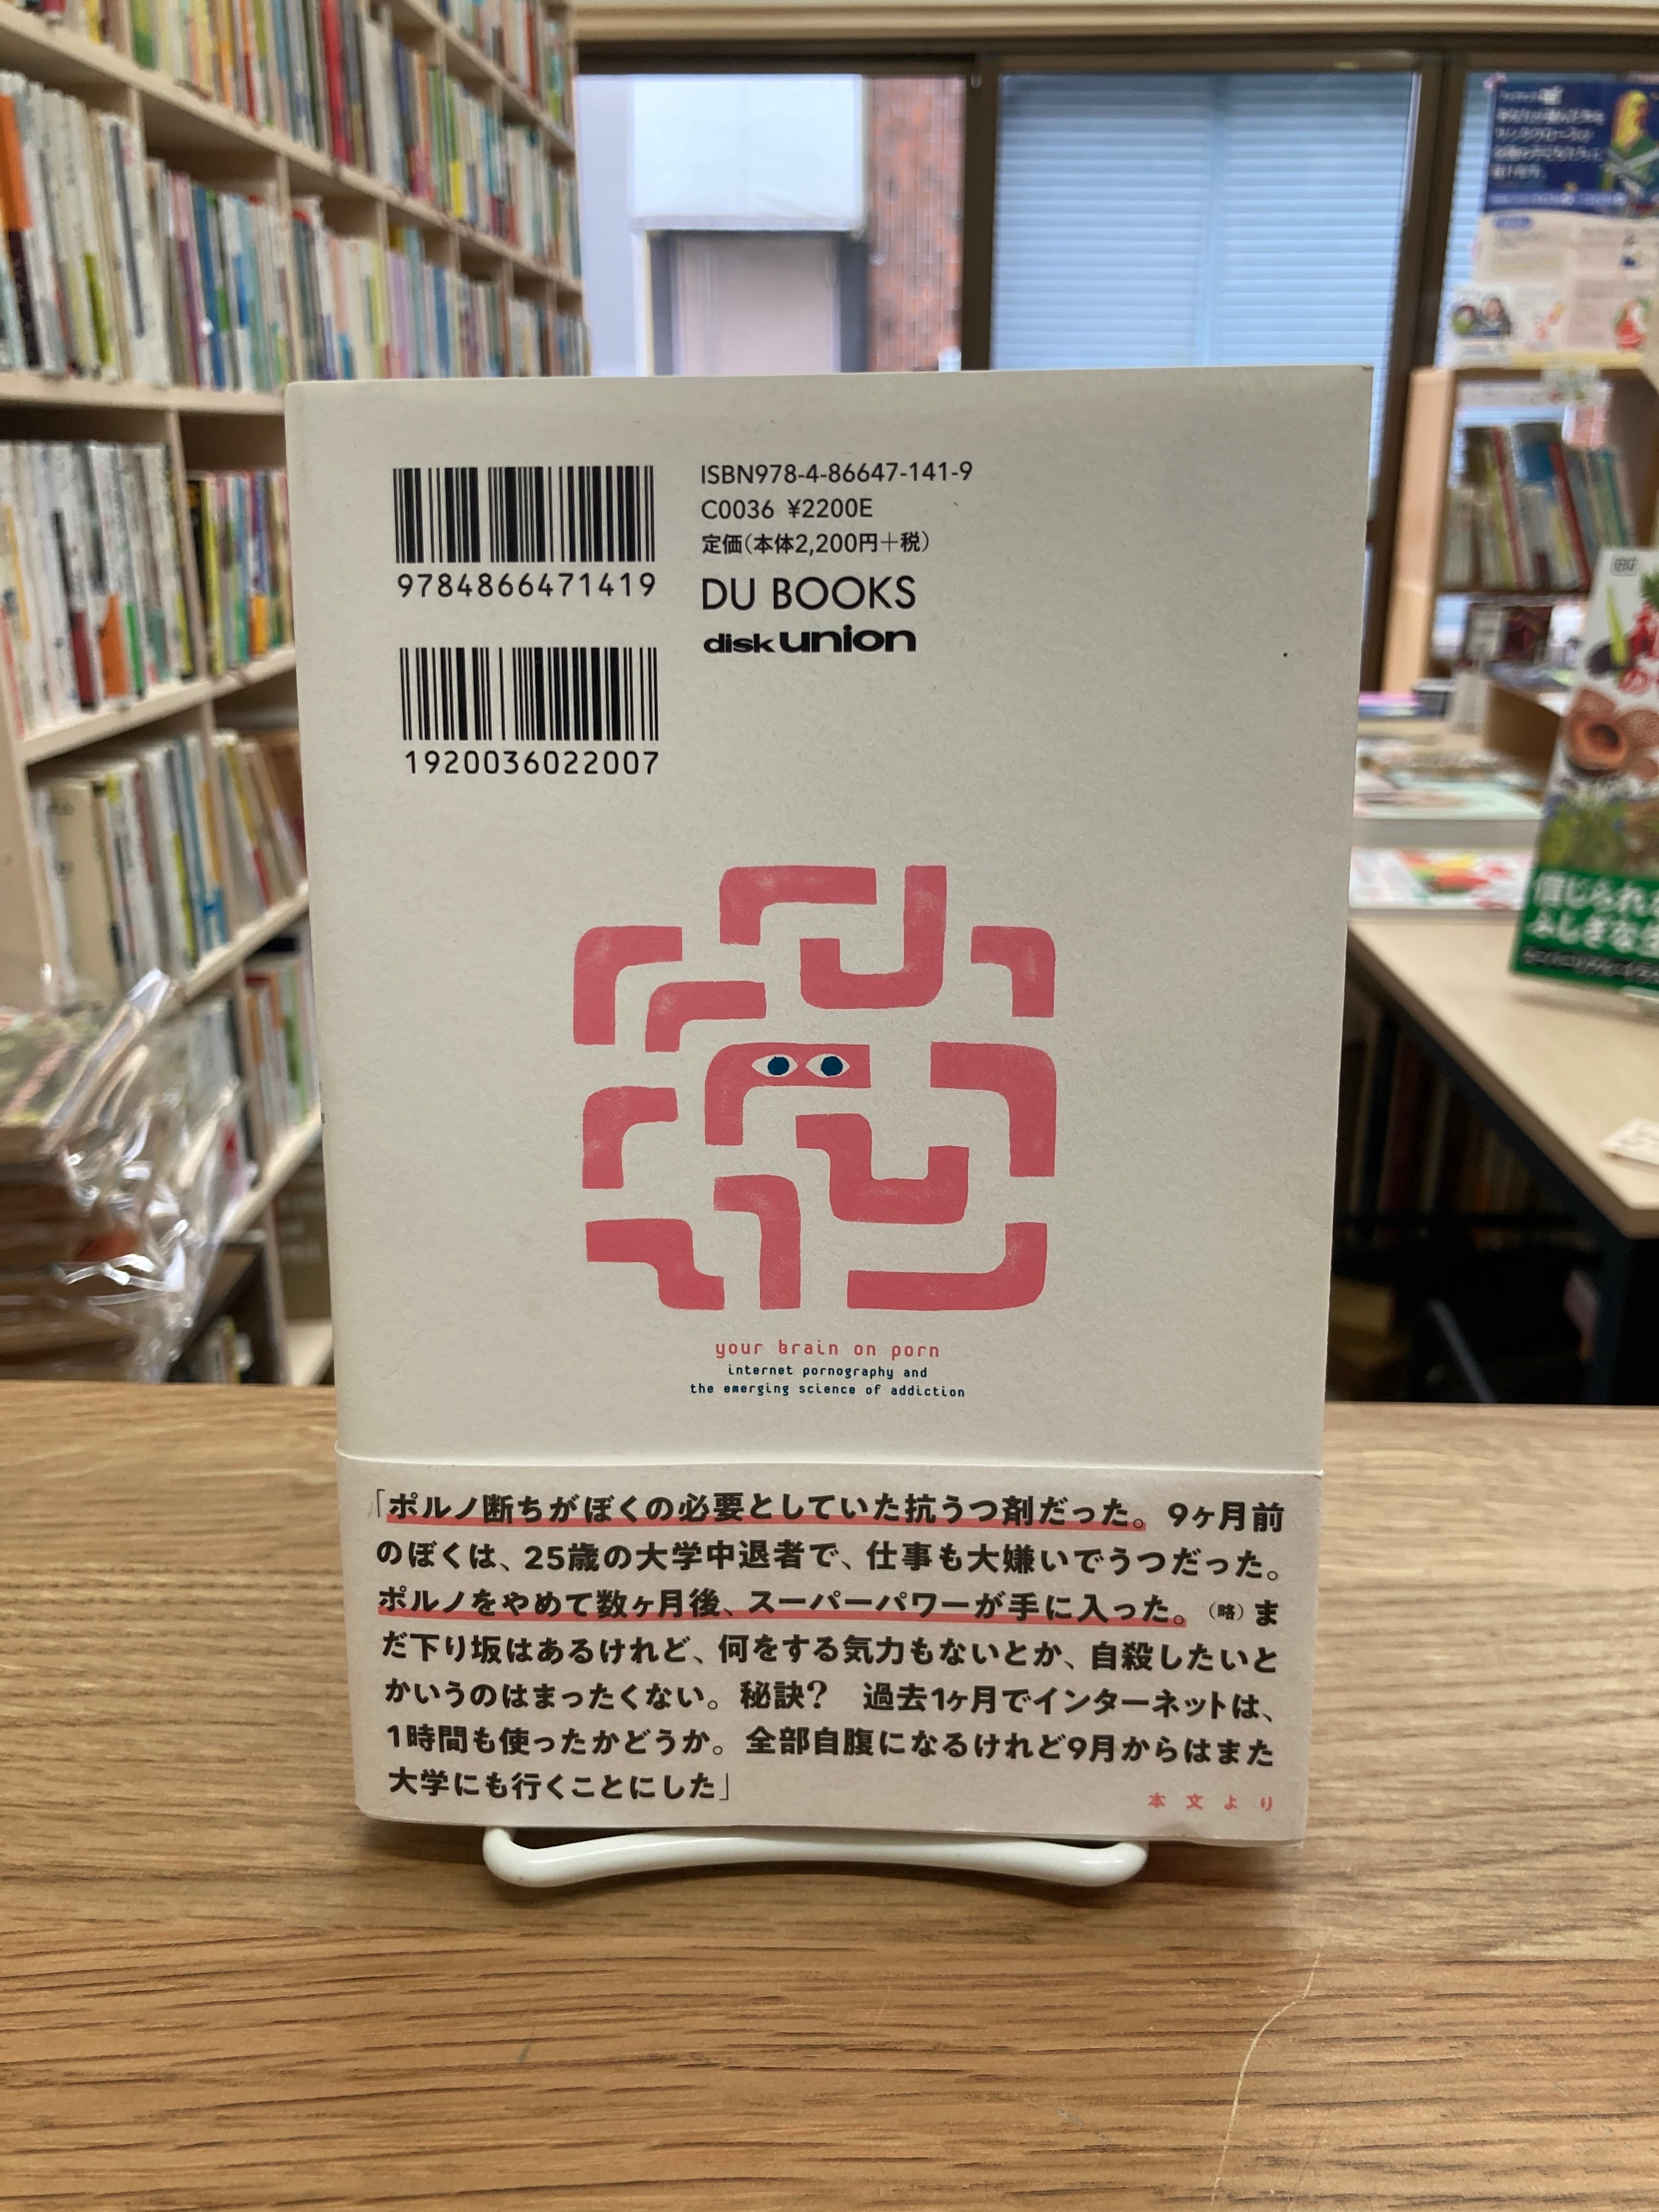 ISBN978-4-86647-141-9
C0036 ¥2200E
定価(本体2,200円+税)
DU BOOKS
disk union
9784866471419
1920036022007
your brain on porn
internet pornography and
the emerging science of addiction
「ポルノ断ちがぼくの必要としていた抗うつ剤だった。9ヶ月前
のぼくは、25歳の大学中退者で、仕事も大嫌いでうつだった。
ポルノをやめて数ヶ月後、スーパーパワーが手に入った。(略)ま
だ下り坂はあるけれど、何をする気力もないとか、自殺したいと
かいうのはまったくない。秘訣?　過去1ヶ月でインターネットは、
1時間も使ったかどうか。全部自腹になるけれど9月からはまた
大学にも行くことにした」
本文より
信じられ
ふしぎな